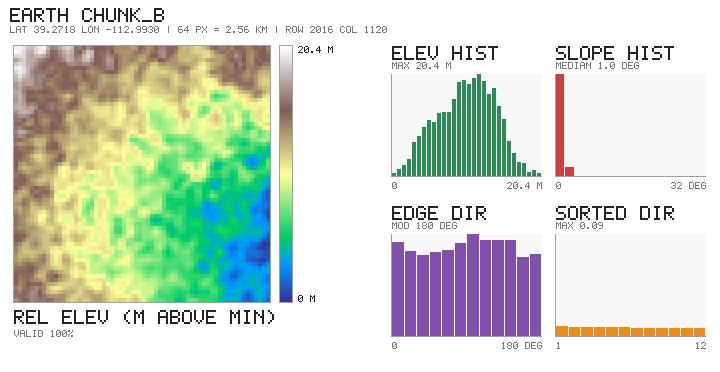 EARTH CHUNK_B
LAT 39.2718 LON -112.9930 | 64 PX = 2.56 KM | ROW 2016 COL 1120
20.4 M
0 M
REL ELEV (M ABOVE MIN)
VALID 100%
ELEV HIST
MAX 20.4 M
0 20.4 M
SLOPE HIST
MEDIAN 1.0 DEG
0 32 DEG
EDGE DIR
MOD 180 DEG
0 180 DEG
SORTED DIR
MAX 0.09
1 12